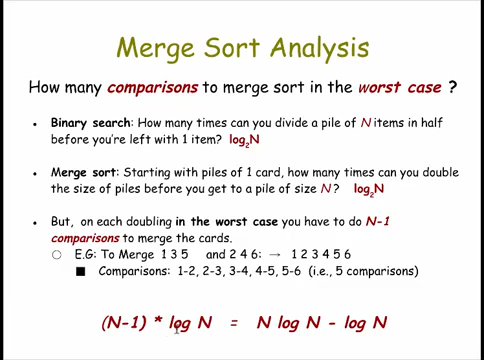 Merge Sort Analysis
How many comparisons to merge sort in the worst case ?
• Binary search: How many times can you divide a pile of N items in half
before you're left with 1 item? log₂N
• Merge sort: Starting with piles of 1 card, how many times can you double
the size of piles before you get to a pile of size N? log₂N
• But, on each doubling in the worst case you have to do N-1
comparisons to merge the cards.
○ E.G: To Merge 1 3 5 and 2 4 6: → 1 2 3 4 5 6
■ Comparisons: 1-2, 2-3, 3-4, 4-5, 5-6 (i.e., 5 comparisons)
(N-1) * log N = N log N - log N